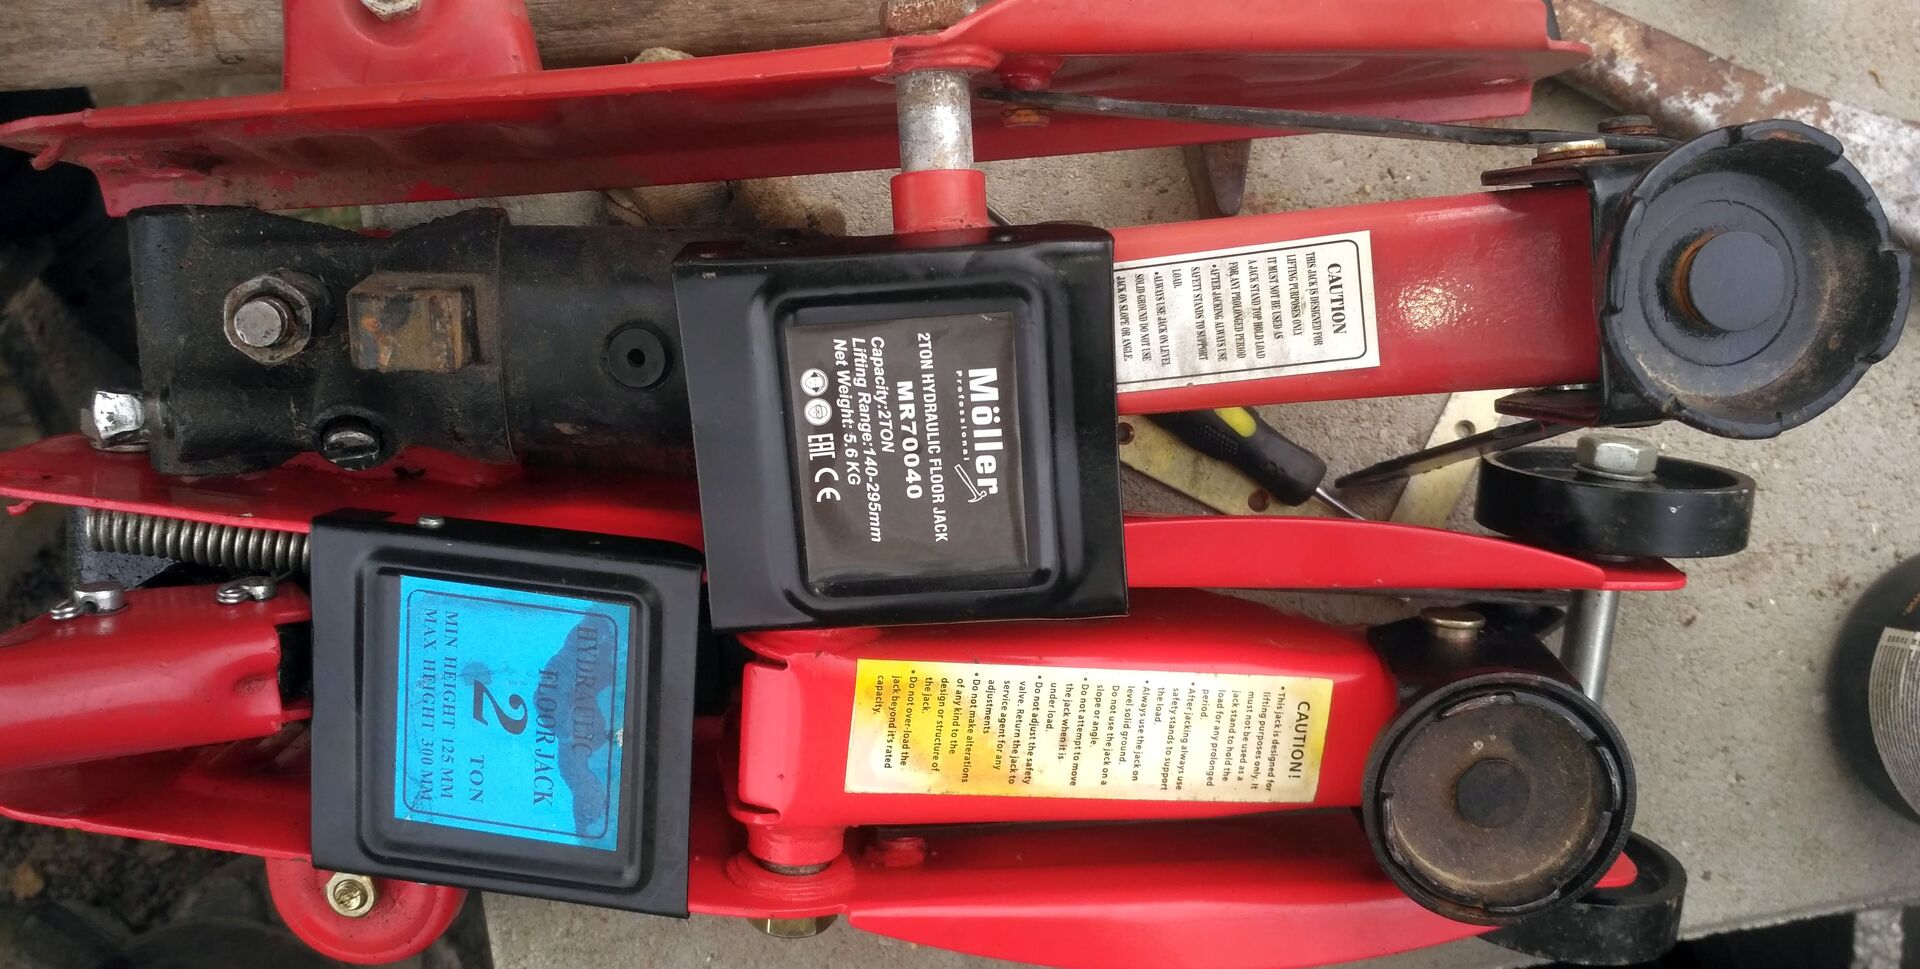 CAUTION
THIS JACK IS DESIGNED FOR
LIFTING PURPOSES ONLY
IT MUST NOT BE USED AS
A JACK STAND TOP HOLD LOAD
FOR ANY PROLONGED PERIOD
•AFTER JACKING ALWAYS USE
SAFETY STANDS TO SUPPORT
LOAD.
•ALWAYS USE JACK ON LEVEL
SOLID GROUND DO NOT USE
JACK ON SLOPE OR ANGLE.
Möller
Professional
2TON HYDRAULIC FLOOR JACK
MR70040
Capacity:2TON
Lifting Range:140-295mm
Net Weight: 5.6 KG
EAC CE
HYDRAULIC
FLOOR JACK
2 TON
MIN HEIGHT 125 MM
MAX HEIGHT 300 MM
CAUTION!
• This jack is designed for
lifting purposes only. It
must not be used as a
jack stand to hold the
load for any prolonged
period.
• After jacking always use
safety stands to support
the load.
• Always use the jack on
level solid ground.
Do not use the jack on a
slope or angle.
• Do not attempt to move
the jack when it is
under load.
• Do not adjust the safety
valve. Return the jack to
service agent for any
adjustments
• Do not make alterations
of any kind to the
design or structure of
the jack.
• Do not over-load the
jack beyond it's rated
capacity.